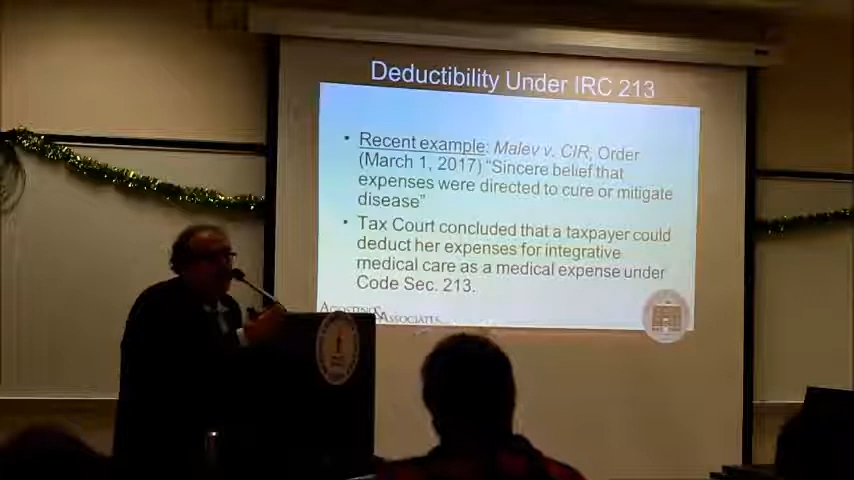 Deductibility Under IRC 213
• Recent example: Malev v. CIR, Order
(March 1, 2017) "Sincere belief that
expenses were directed to cure or mitigate
disease"
• Tax Court concluded that a taxpayer could
deduct her expenses for integrative
medical care as a medical expense under
Code Sec. 213.
AGOSTINO & ASSOCIATES